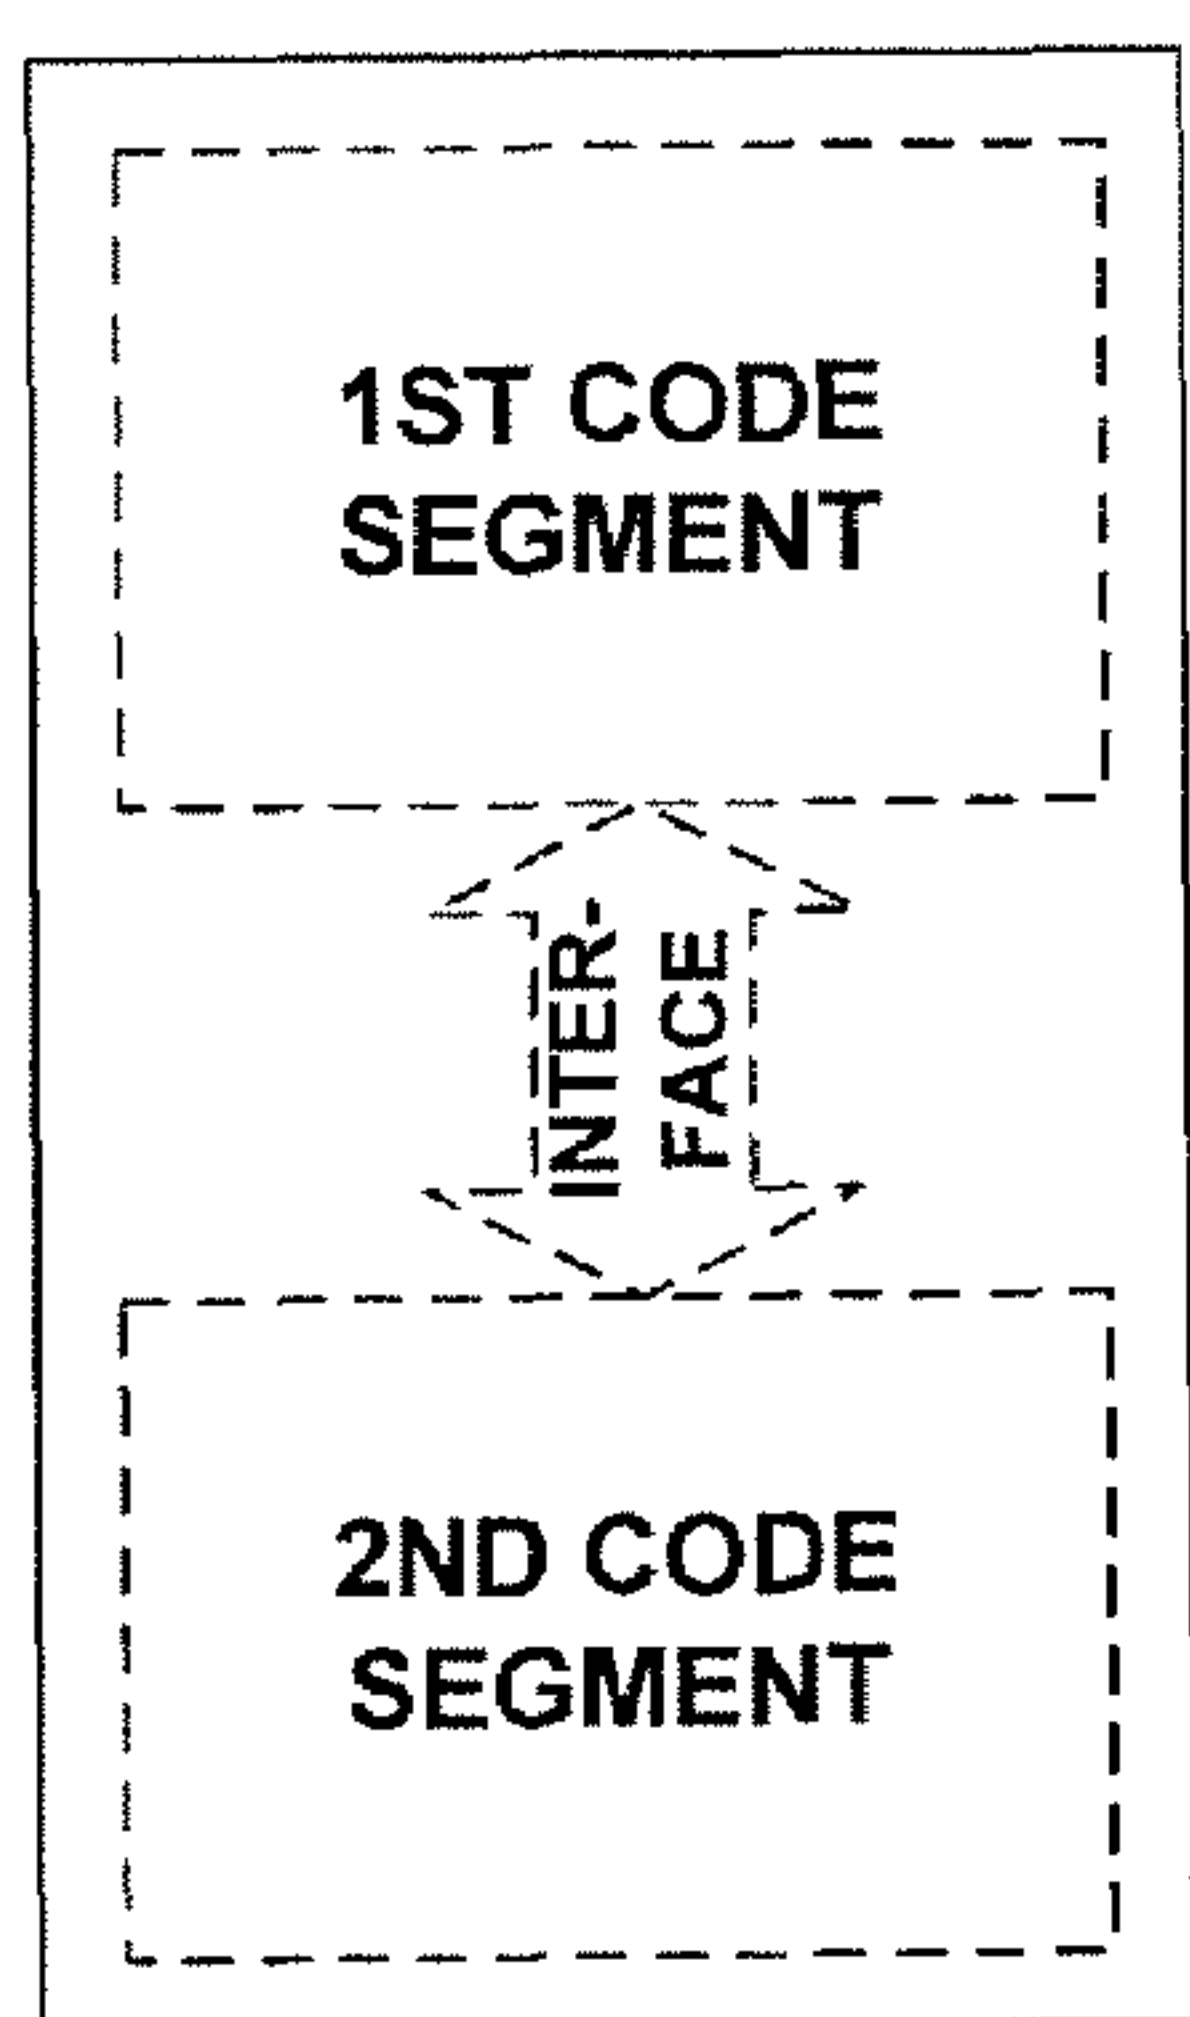 1ST CODE
SEGMENT
INTER-
FACE
2ND CODE
SEGMENT